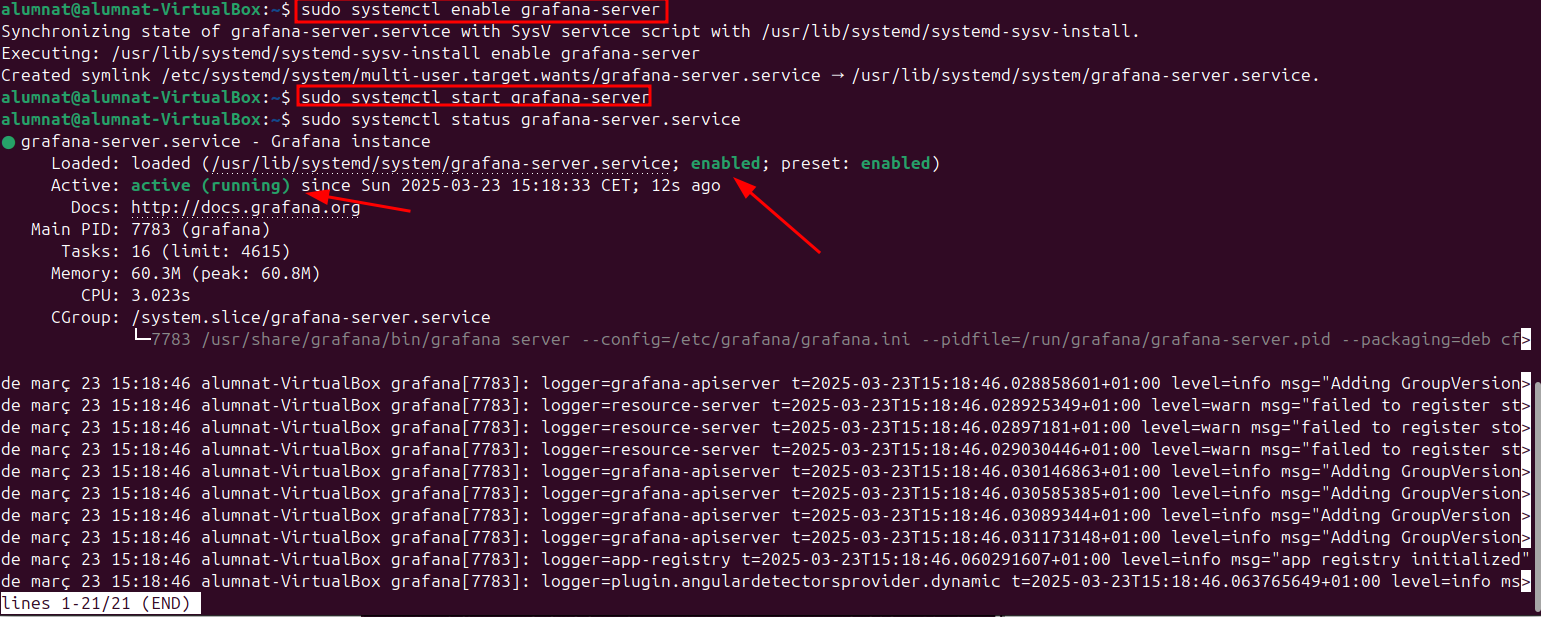 alumnat@alumnat-VirtualBox:~$ sudo systemctl enable grafana-server
Synchronizing state of grafana-server.service with SysV service script with /usr/lib/systemd/systemd-sysv-install.
Executing: /usr/lib/systemd/systemd-sysv-install enable grafana-server
Created symlink /etc/systemd/system/multi-user.target.wants/grafana-server.service → /usr/lib/systemd/system/grafana-server.service.
alumnat@alumnat-VirtualBox:~$ sudo systemctl start grafana-server
alumnat@alumnat-VirtualBox:~$ sudo systemctl status grafana-server.service
● grafana-server.service - Grafana instance
Loaded: loaded (/usr/lib/systemd/system/grafana-server.service; enabled; preset: enabled)
Active: active (running) since Sun 2025-03-23 15:18:33 CET; 12s ago
Docs: http://docs.grafana.org
Main PID: 7783 (grafana)
Tasks: 16 (limit: 4615)
Memory: 60.3M (peak: 60.8M)
CPU: 3.023s
CGroup: /system.slice/grafana-server.service
└─7783 /usr/share/grafana/bin/grafana server --config=/etc/grafana/grafana.ini --pidfile=/run/grafana/grafana-server.pid --packaging=deb cf>
de març 23 15:18:46 alumnat-VirtualBox grafana[7783]: logger=grafana-apiserver t=2025-03-23T15:18:46.028858601+01:00 level=info msg="Adding GroupVersion>
de març 23 15:18:46 alumnat-VirtualBox grafana[7783]: logger=resource-server t=2025-03-23T15:18:46.028925349+01:00 level=warn msg="failed to register st>
de març 23 15:18:46 alumnat-VirtualBox grafana[7783]: logger=resource-server t=2025-03-23T15:18:46.02897181+01:00 level=warn msg="failed to register sto>
de març 23 15:18:46 alumnat-VirtualBox grafana[7783]: logger=resource-server t=2025-03-23T15:18:46.029030446+01:00 level=warn msg="failed to register st>
de març 23 15:18:46 alumnat-VirtualBox grafana[7783]: logger=grafana-apiserver t=2025-03-23T15:18:46.030146863+01:00 level=info msg="Adding GroupVersion>
de març 23 15:18:46 alumnat-VirtualBox grafana[7783]: logger=grafana-apiserver t=2025-03-23T15:18:46.030585385+01:00 level=info msg="Adding GroupVersion>
de març 23 15:18:46 alumnat-VirtualBox grafana[7783]: logger=grafana-apiserver t=2025-03-23T15:18:46.03089344+01:00 level=info msg="Adding GroupVersion >
de març 23 15:18:46 alumnat-VirtualBox grafana[7783]: logger=grafana-apiserver t=2025-03-23T15:18:46.031173148+01:00 level=info msg="Adding GroupVersion>
de març 23 15:18:46 alumnat-VirtualBox grafana[7783]: logger=app-registry t=2025-03-23T15:18:46.060291607+01:00 level=info msg="app registry initialized"
de març 23 15:18:46 alumnat-VirtualBox grafana[7783]: logger=plugin.angulardetectorsprovider.dynamic t=2025-03-23T15:18:46.063765649+01:00 level=info ms>
lines 1-21/21 (END)